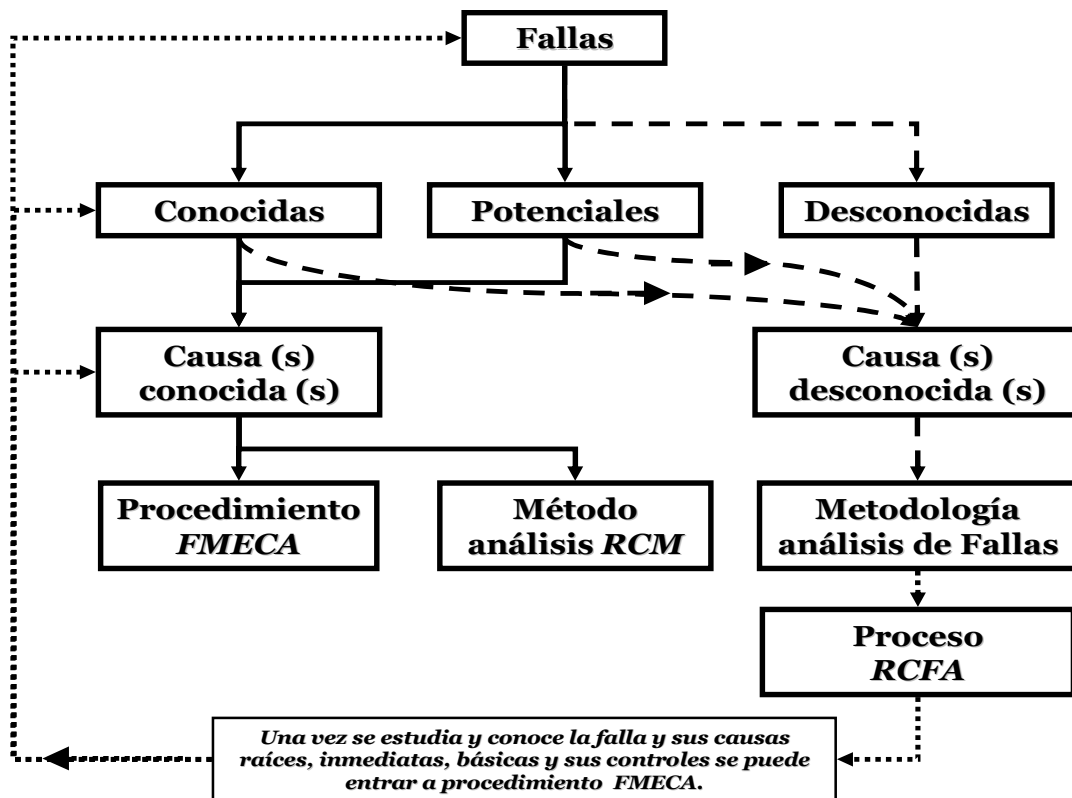 Fallas
Conocidas
Potenciales
Desconocidas
Causa (s)
conocida (s)
Causa (s)
desconocida (s)
Procedimiento
FMECA
Método
análisis RCM
Metodología
análisis de Fallas
Proceso
RCFA
Una vez se estudia y conoce la falla y sus causas
raíces, inmediatas, básicas y sus controles se puede
entrar a procedimiento FMECA.